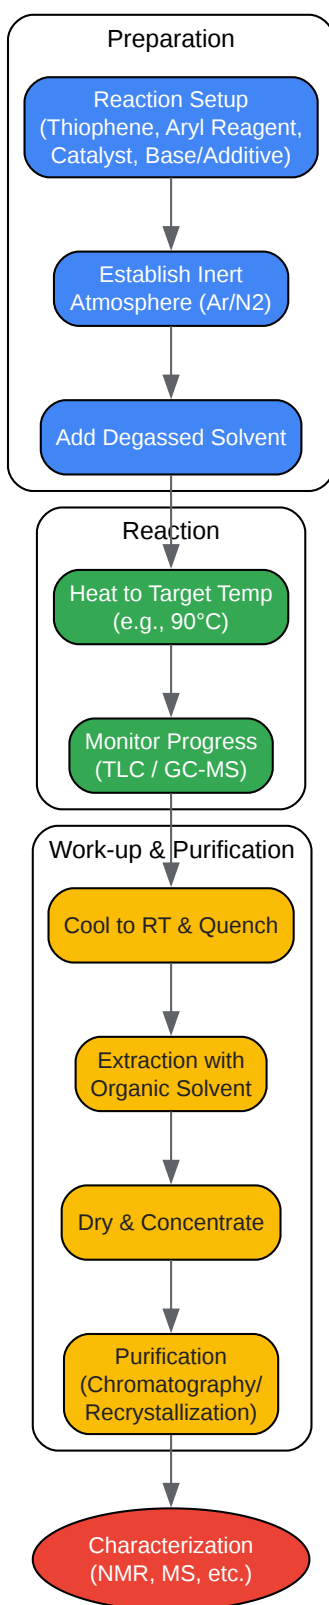 Preparation
Reaction Setup
(Thiophene, Aryl Reagent,
Catalyst, Base/Additive)
Establish Inert
Atmosphere (Ar/N2)
Add Degassed Solvent
Reaction
Heat to Target Temp
(e.g., 90°C)
Monitor Progress
(TLC / GC-MS)
Work-up & Purification
Cool to RT & Quench
Extraction with
Organic Solvent
Dry & Concentrate
Purification
(Chromatography/
Recrystallization)
Characterization
(NMR, MS, etc.)